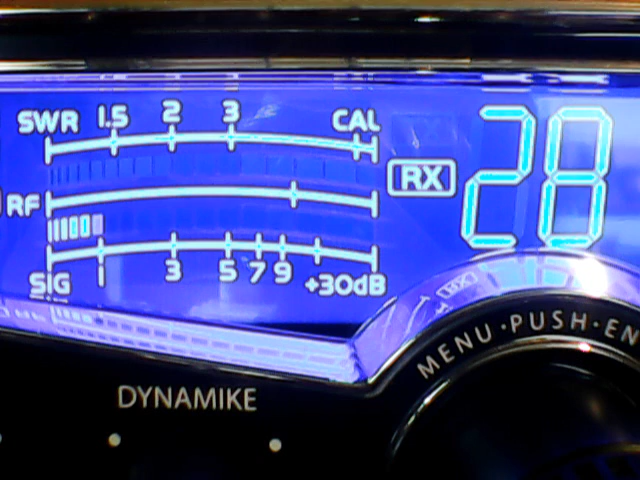 SWR 1.5 2 3 CAL
RX 28
RF
SIG 1 3 5 7 9 +30dB
MENU·PUSH·EN
DYNAMIKE